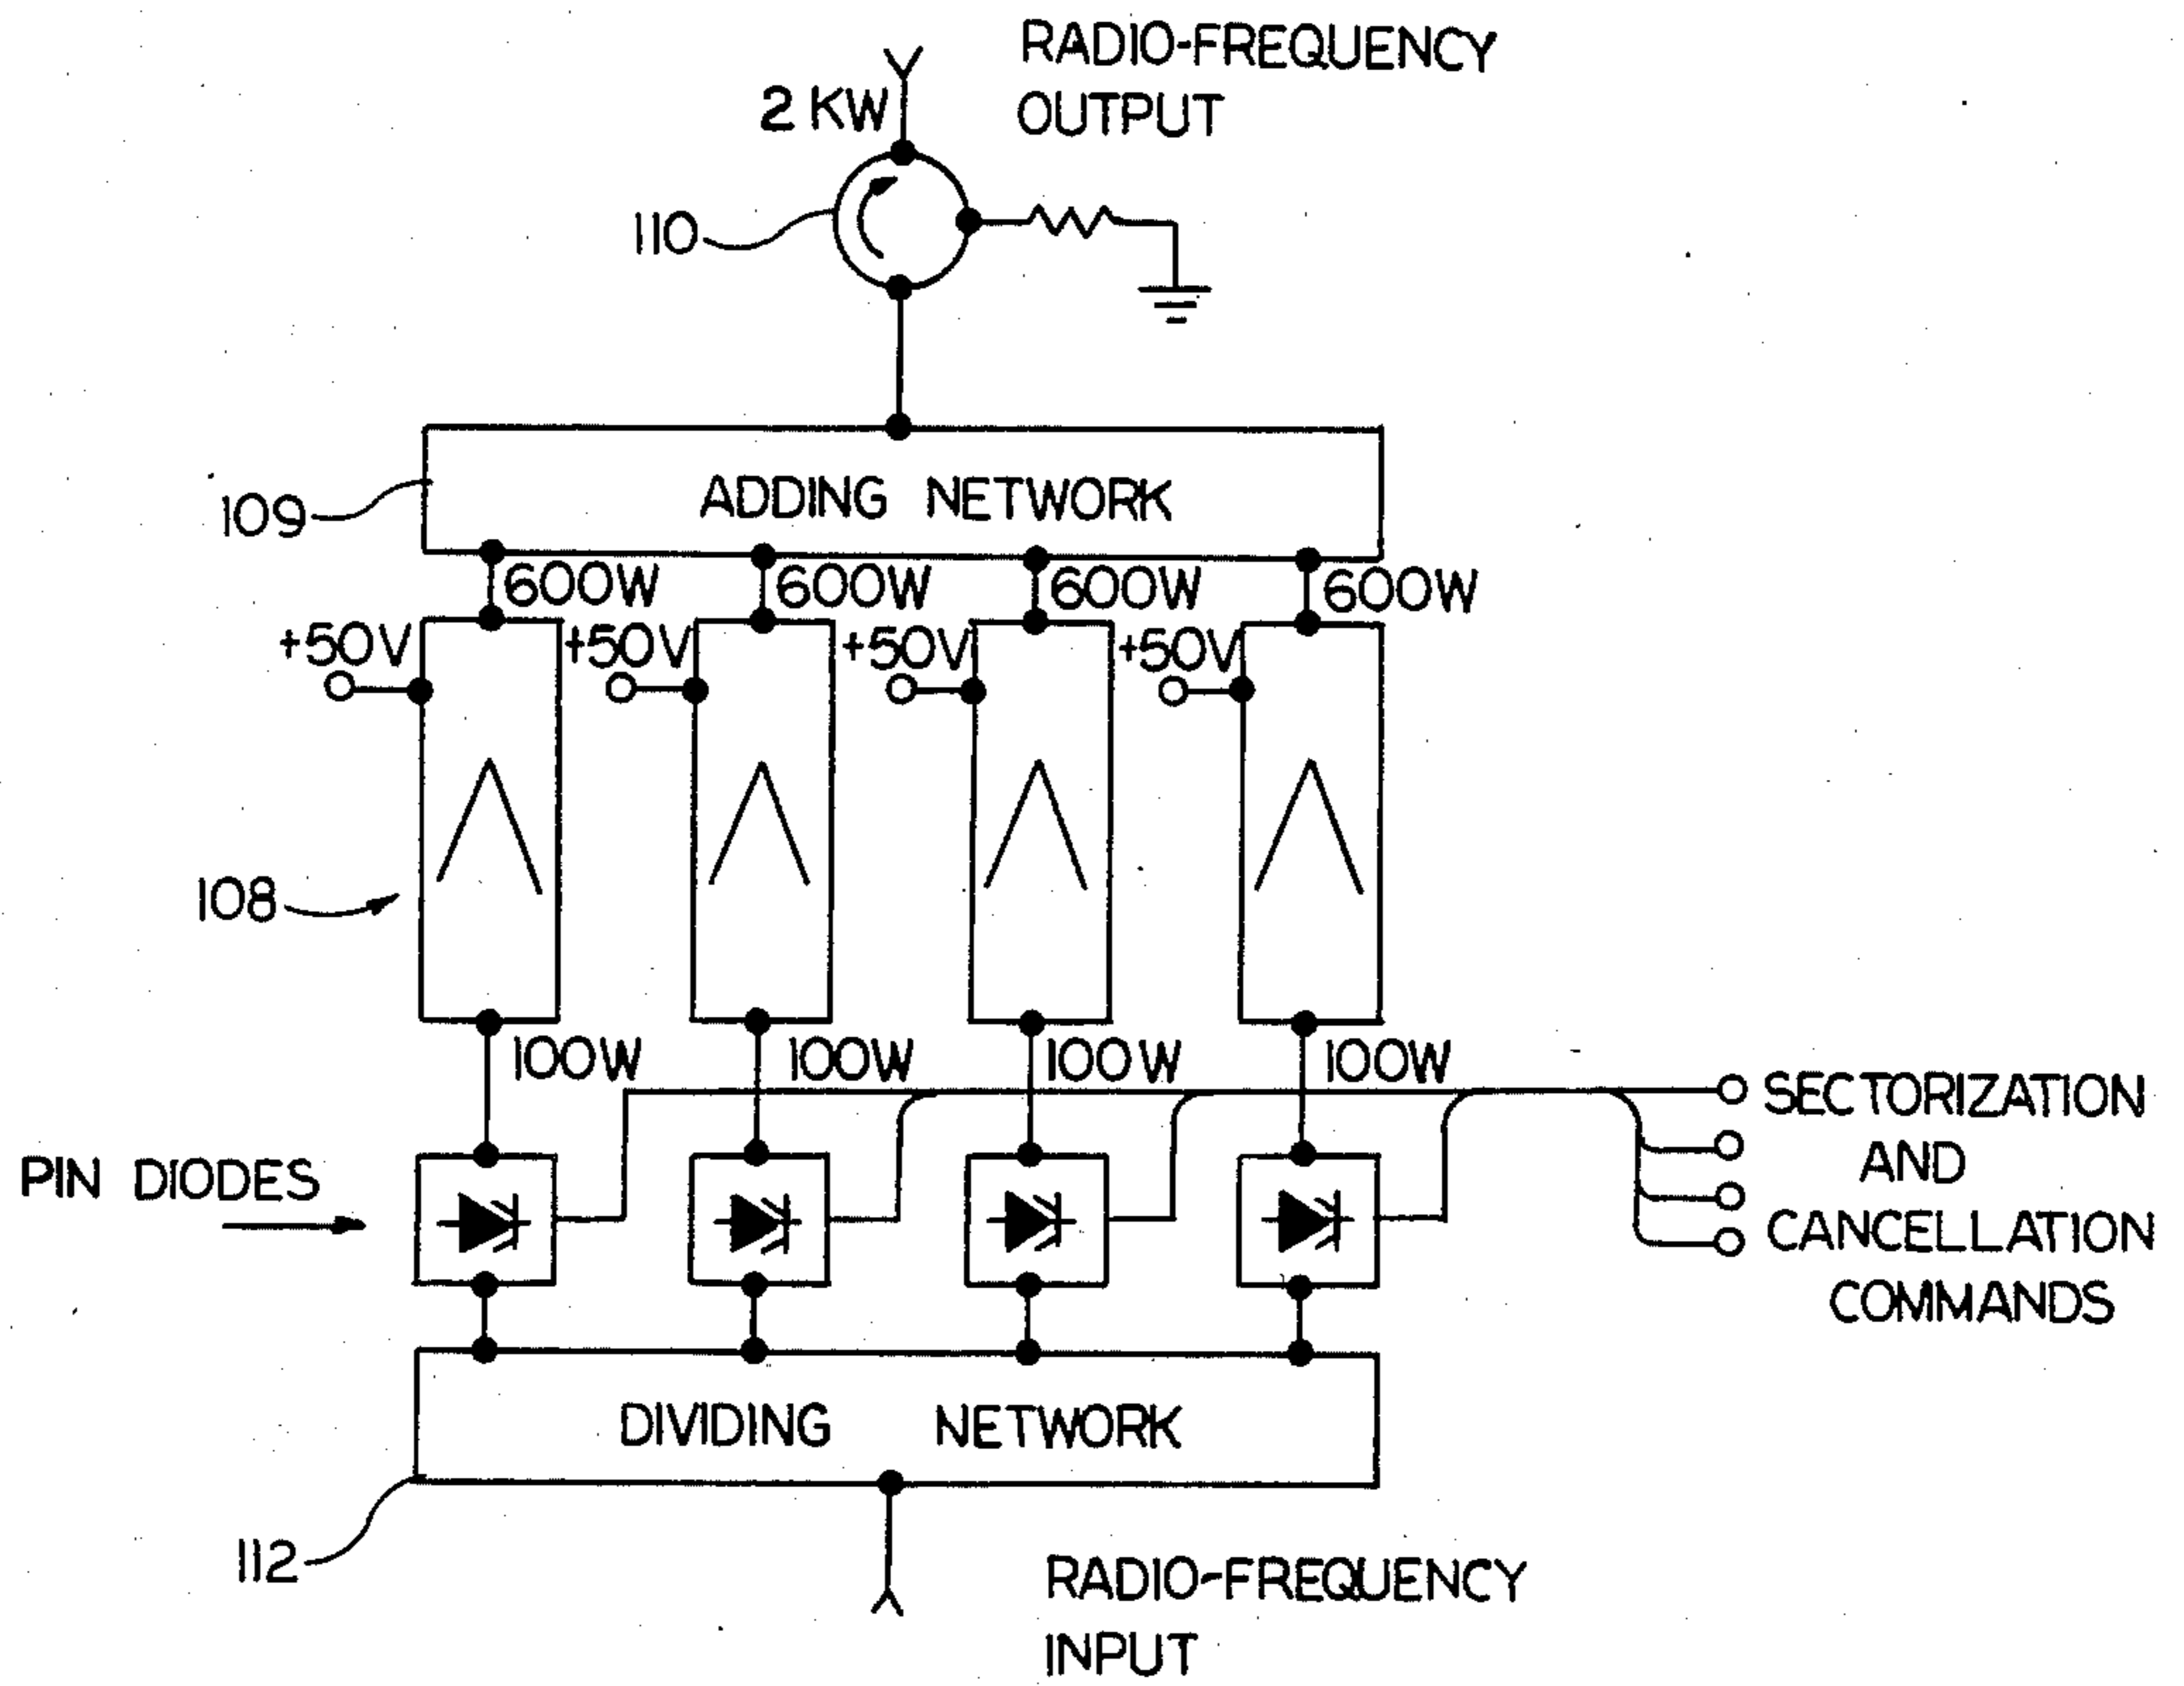 RADIO-FREQUENCY
OUTPUT
2 KW
110
ADDING NETWORK
109
600W 600W 600W 600W
+50V +50V +50V +50V
108
100W 100W 100W 100W
SECTORIZATION
AND
CANCELLATION
COMMANDS
PIN DIODES
DIVIDING NETWORK
112
RADIO-FREQUENCY
INPUT